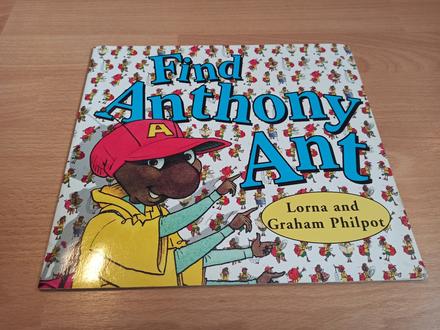 Find
Anthony
Ant
A
Lorna and
Graham Philpot